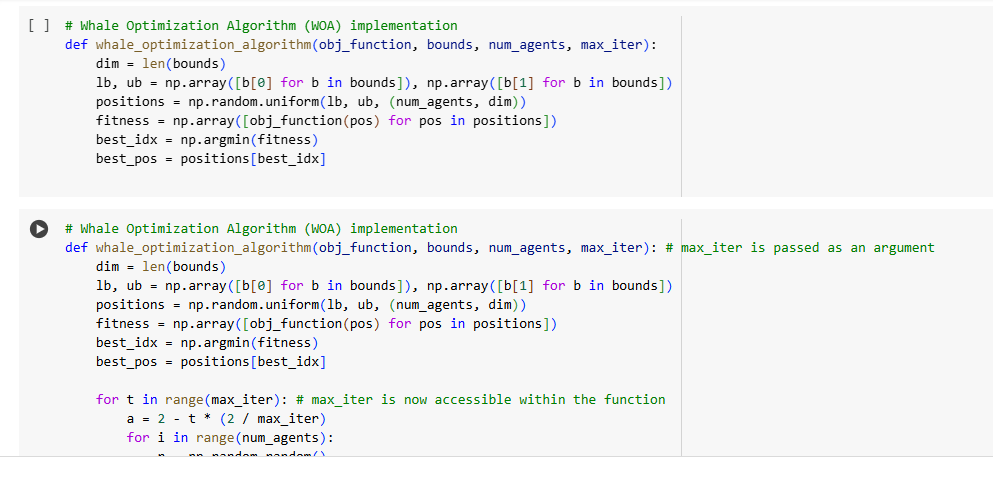 [ ] # Whale Optimization Algorithm (WOA) implementation
def whale_optimization_algorithm(obj_function, bounds, num_agents, max_iter):
    dim = len(bounds)
    lb, ub = np.array([b[0] for b in bounds]), np.array([b[1] for b in bounds])
    positions = np.random.uniform(lb, ub, (num_agents, dim))
    fitness = np.array([obj_function(pos) for pos in positions])
    best_idx = np.argmin(fitness)
    best_pos = positions[best_idx]
# Whale Optimization Algorithm (WOA) implementation
def whale_optimization_algorithm(obj_function, bounds, num_agents, max_iter): # max_iter is passed as an argument
    dim = len(bounds)
    lb, ub = np.array([b[0] for b in bounds]), np.array([b[1] for b in bounds])
    positions = np.random.uniform(lb, ub, (num_agents, dim))
    fitness = np.array([obj_function(pos) for pos in positions])
    best_idx = np.argmin(fitness)
    best_pos = positions[best_idx]
    for t in range(max_iter): # max_iter is now accessible within the function
        a = 2 - t * (2 / max_iter)
        for i in range(num_agents):